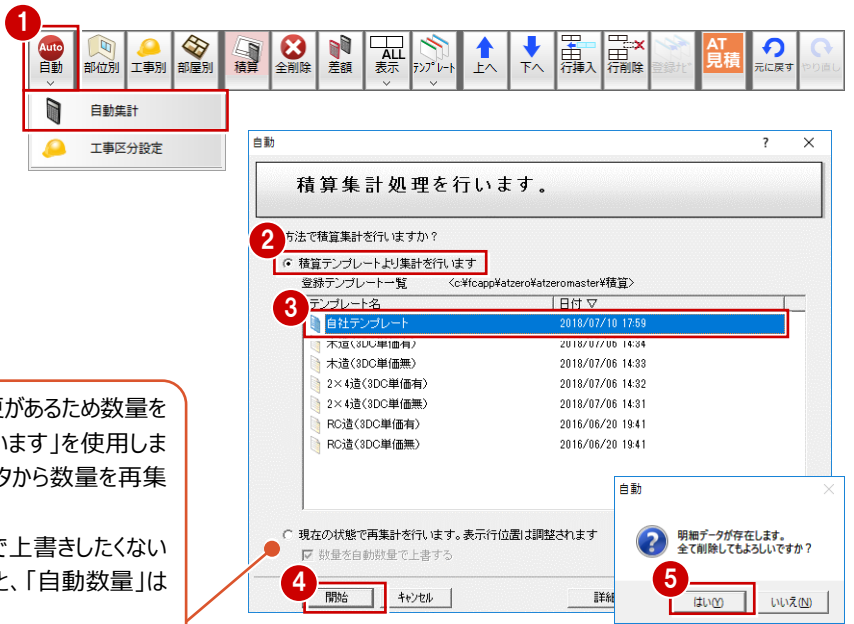 1
Auto
自動
部位別
工事別
部屋別
積算
全削除
差額
ALL
表示
ﾃﾝﾌﾟﾚｰﾄ
上へ
下へ
行挿入
行削除
登録ﾅﾋﾞ
AT
見積
元に戻す
やり直し
自動集計
工事区分設定
自動
?
積算集計処理を行います。
2
方法で積算集計を行いますか？
積算テンプレートより集計を行います
登録テンプレート一覧 <c:¥fcapp¥atzero¥atzeromaster¥積算>
3
テンプレート名 日付 ▽
自社テンプレート 2018/07/10 17:59
木造(3DC単価有) 2018/07/06 14:34
木造(3DC単価無) 2018/07/06 14:33
2×4造(3DC単価有) 2018/07/06 14:32
2×4造(3DC単価無) 2018/07/06 14:31
RC造(3DC単価有) 2016/06/20 19:41
RC造(3DC単価無) 2016/06/20 19:41
更があるため数量を
います」を使用しま
タから数量を再集
で上書きしたくない
と、「自動数量」は
現在の状態で再集計を行います。表示行位置は調整されます
数量を自動数量で上書する
4
開始
キャンセル
詳細
自動
明細データが存在します。
全て削除してもよろしいですか？
5
はい(Y)
いいえ(N)